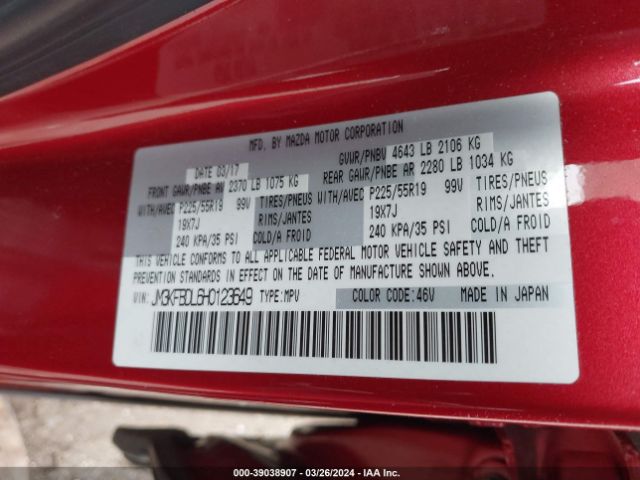 MFD. BY MAZDA MOTOR CORPORATION
DATE 03/17 GVWR/PNBV 4643 LB 2106 KG
FRONT GAWR/PNBE AV 2370 LB 1075 KG REAR GAWR/PNBE AR 2280 LB 1034 KG
WITH/AVEC P225/55R19 99V TIRES/PNEUS WITH/AVEC P225/55R19 99V TIRES/PNEUS
19X7J RIMS/JANTES 19X7J RIMS/JANTES
240 KPA/35 PSI COLD/A FROID 240 KPA/35 PSI COLD/A FROID
THIS VEHICLE CONFORMS TO ALL APPLICABLE FEDERAL MOTOR VEHICLE SAFETY AND THEFT
PREVENTION STANDARDS IN EFFECT ON THE DATE OF MANUFACTURE SHOWN ABOVE.
VIN: JM3KFBDL6H0123649 TYPE:MPV COLOR CODE:46V MADE IN JAPAN
000-39038907 / 03/26/2024 / IAA Inc.